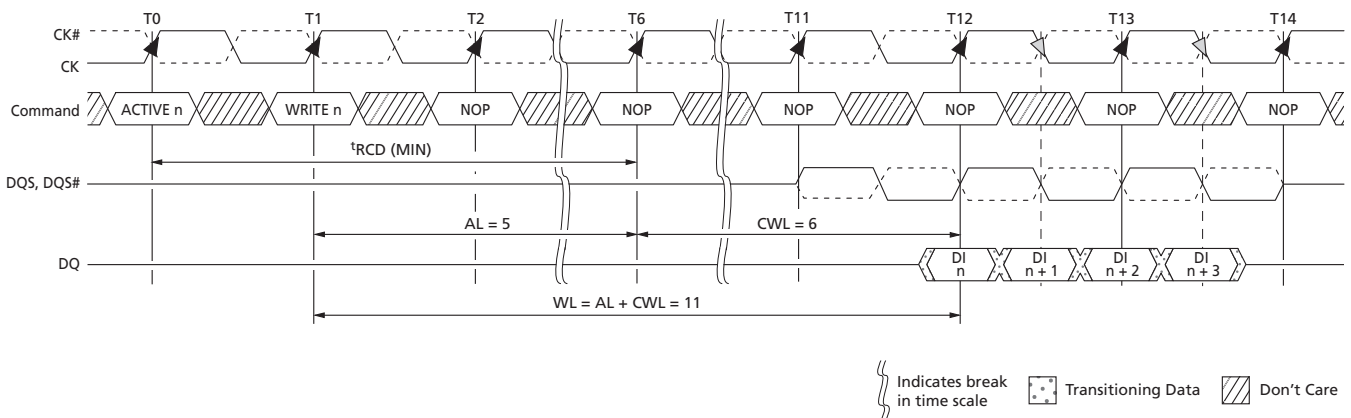 T0 T1 T2 T6 T11 T12 T13 T14
CK#
CK
Command ACTIVE n WRITE n NOP NOP NOP NOP NOP NOP
tRCD (MIN)
DQS, DQS#
AL = 5 CWL = 6
DQ DI n DI n + 1 DI n + 2 DI n + 3
WL = AL + CWL = 11
Indicates break in time scale Transitioning Data Don't Care